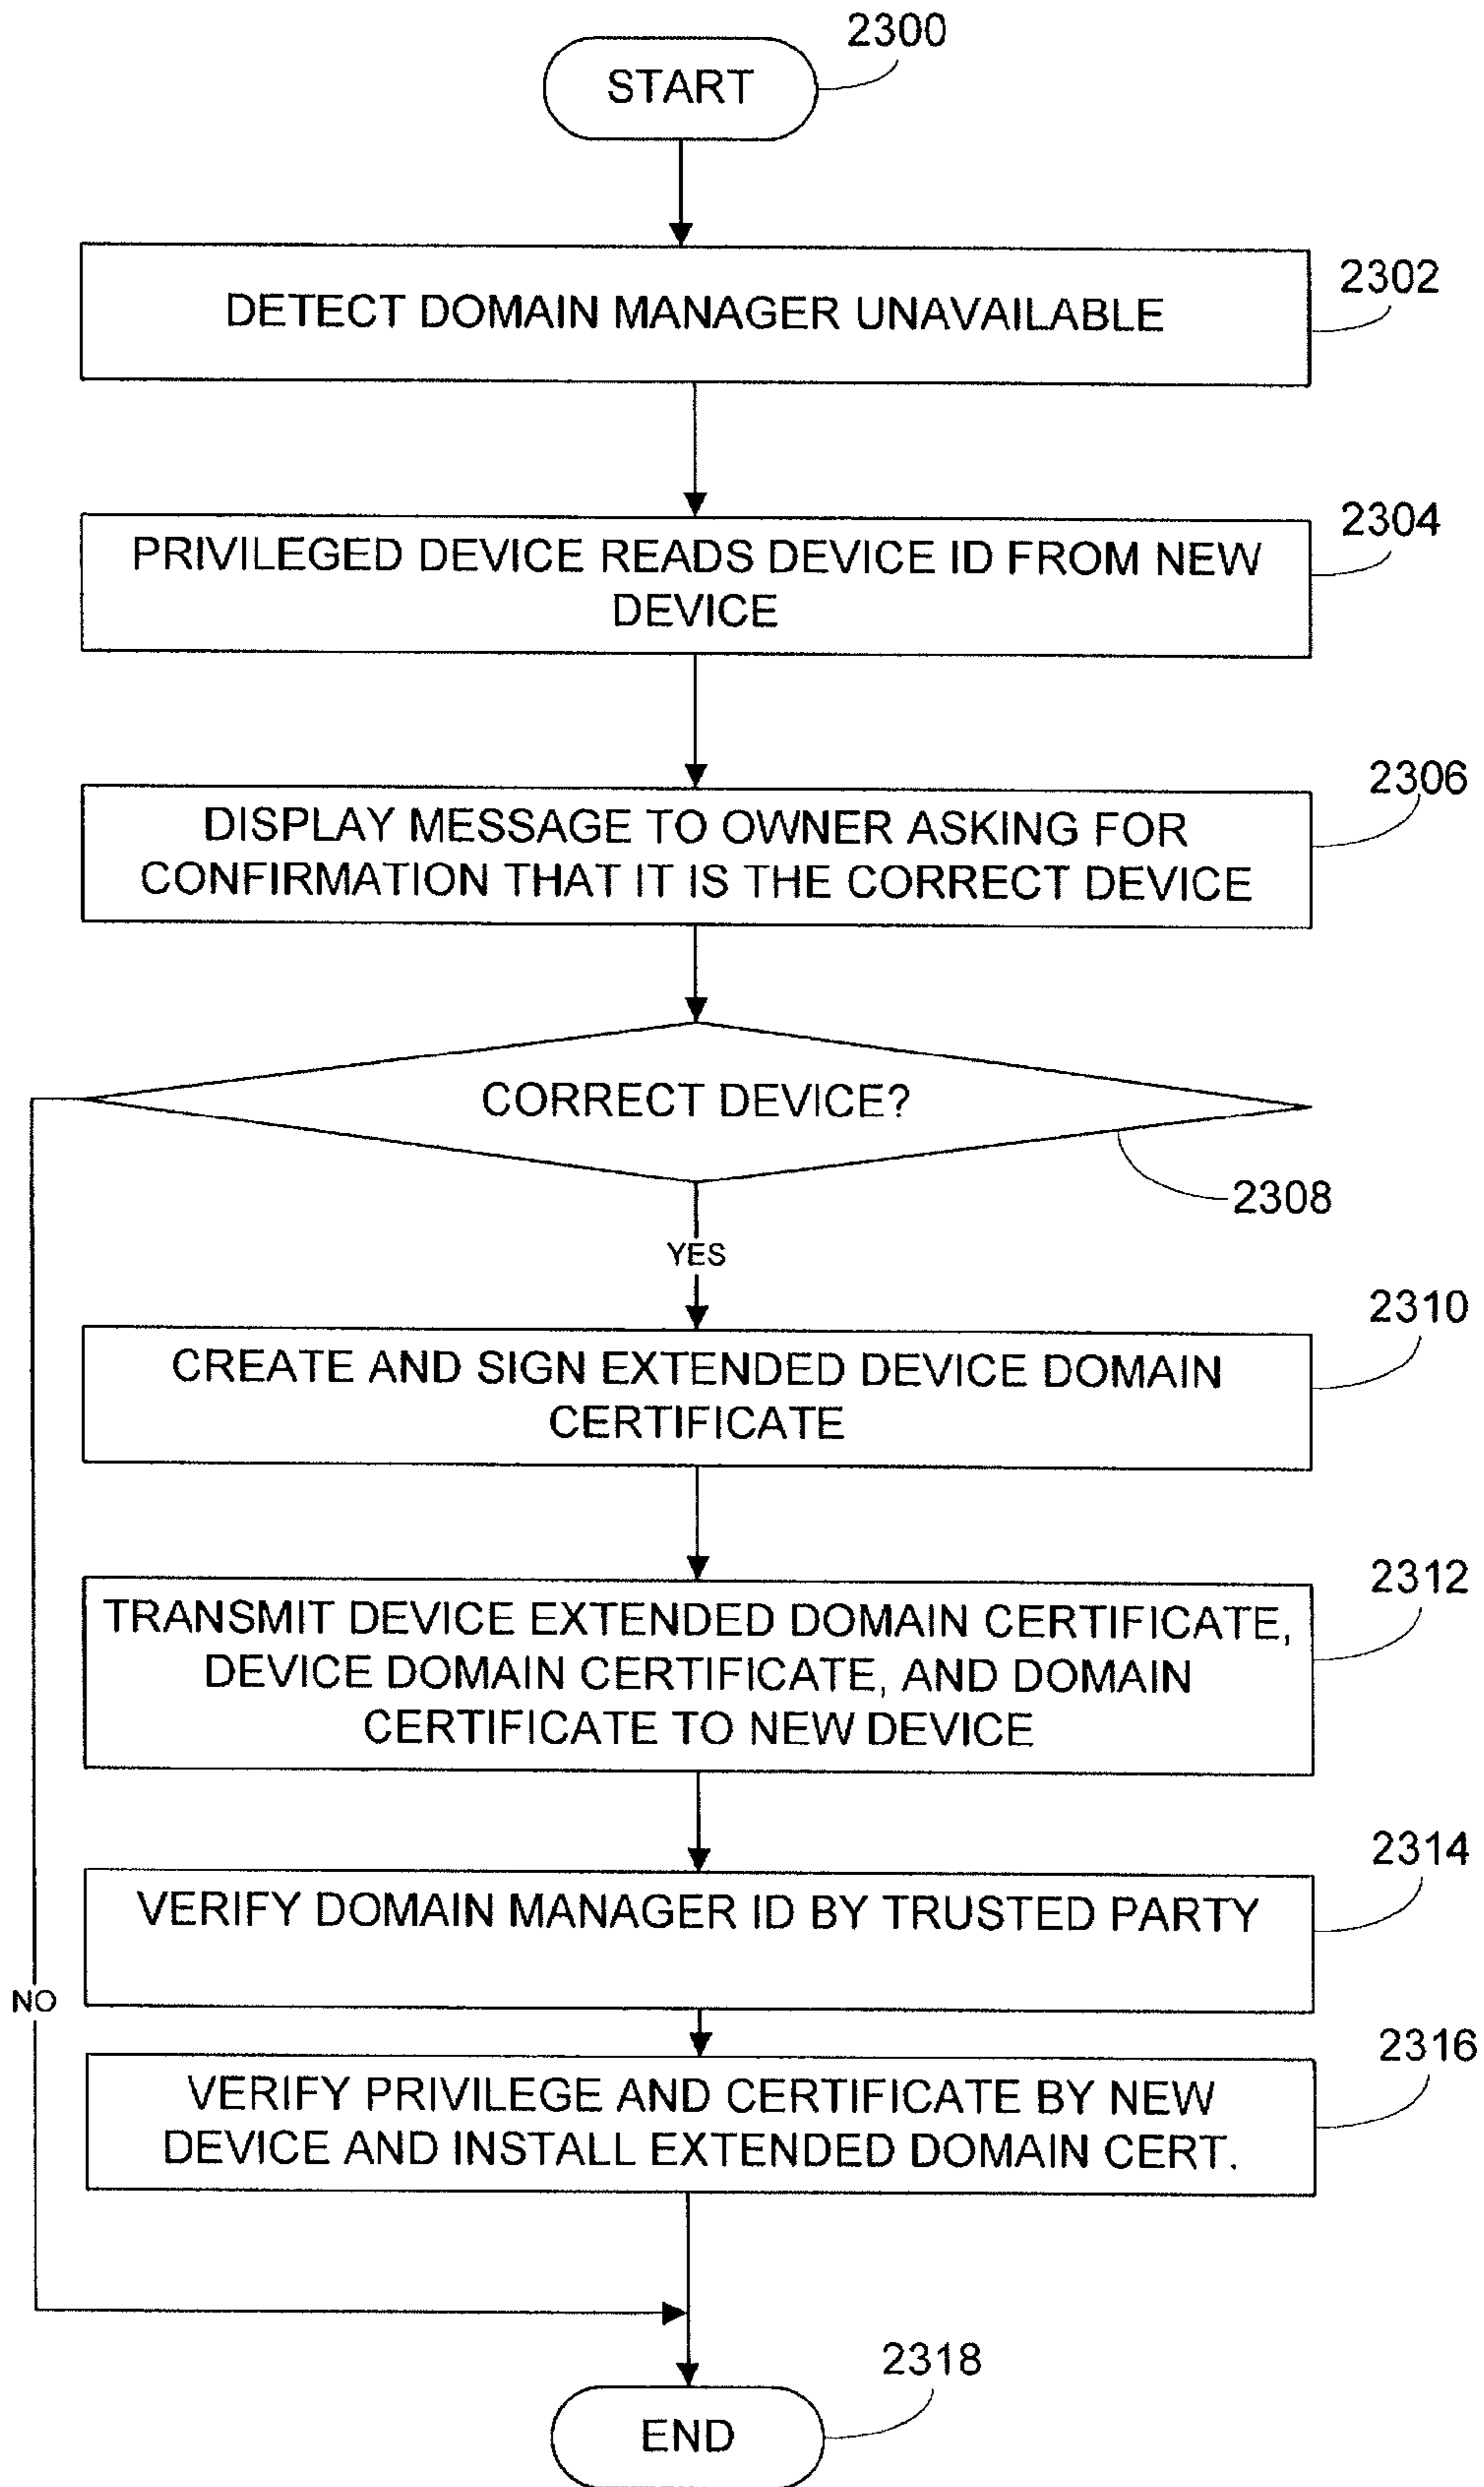 2300
START
2302
DETECT DOMAIN MANAGER UNAVAILABLE
2304
PRIVILEGED DEVICE READS DEVICE ID FROM NEW
DEVICE
2306
DISPLAY MESSAGE TO OWNER ASKING FOR
CONFIRMATION THAT IT IS THE CORRECT DEVICE
CORRECT DEVICE?
2308
YES
2310
CREATE AND SIGN EXTENDED DEVICE DOMAIN
CERTIFICATE
2312
TRANSMIT DEVICE EXTENDED DOMAIN CERTIFICATE,
DEVICE DOMAIN CERTIFICATE, AND DOMAIN
CERTIFICATE TO NEW DEVICE
2314
VERIFY DOMAIN MANAGER ID BY TRUSTED PARTY
NO
2316
VERIFY PRIVILEGE AND CERTIFICATE BY NEW
DEVICE AND INSTALL EXTENDED DOMAIN CERT.
2318
END